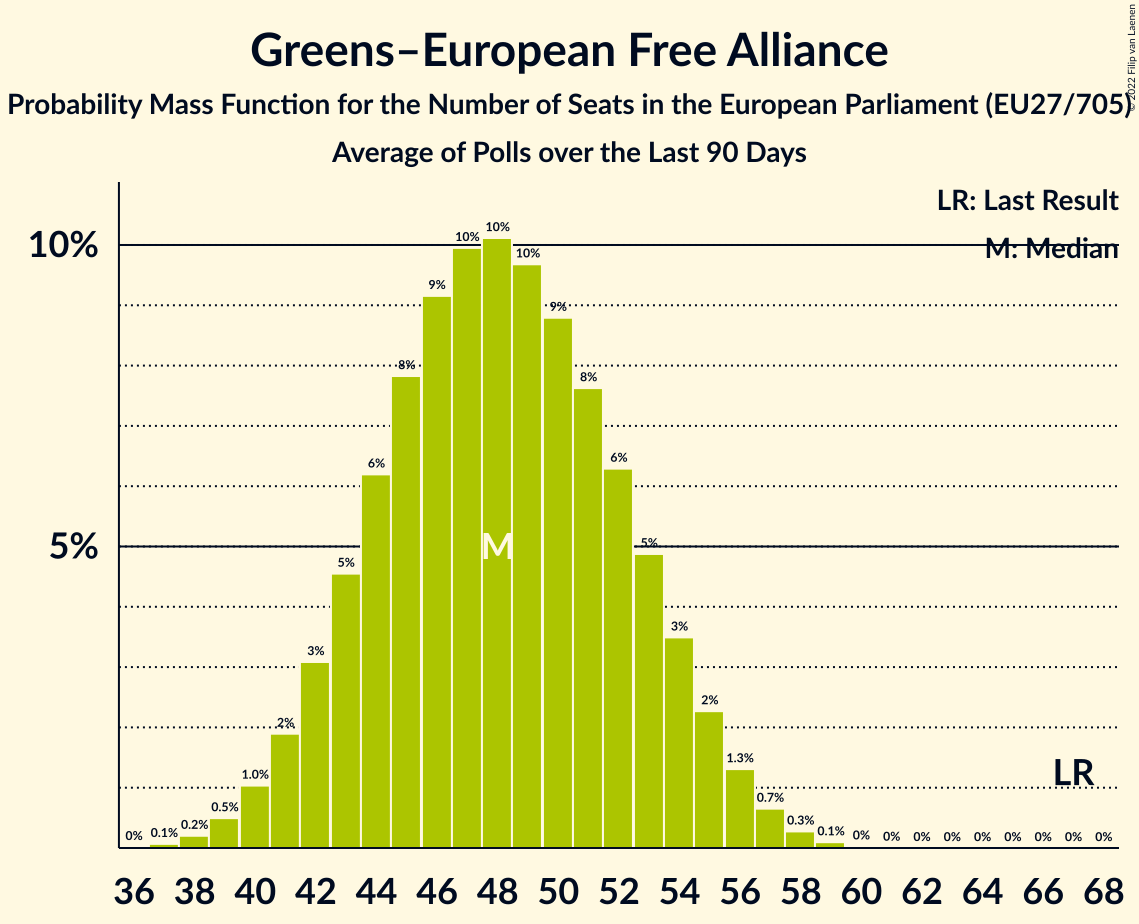 Greens–European Free Alliance
Probability Mass Function for the Number of Seats in the European Parliament (EU27/705)
Average of Polls over the Last 90 Days
© 2022 Filip van Laenen
LR: Last Result
M: Median
10%
5%
0% 0.1% 0.2% 0.5% 1.0% 2% 3% 5% 6% 8% 9% 10% 10% 10% 9% 8% 6% 5% 3% 2% 1.3% 0.7% 0.3% 0.1% 0% 0% 0% 0% 0% 0% 0% 0% 0%
M
LR
36 38 40 42 44 46 48 50 52 54 56 58 60 62 64 66 68